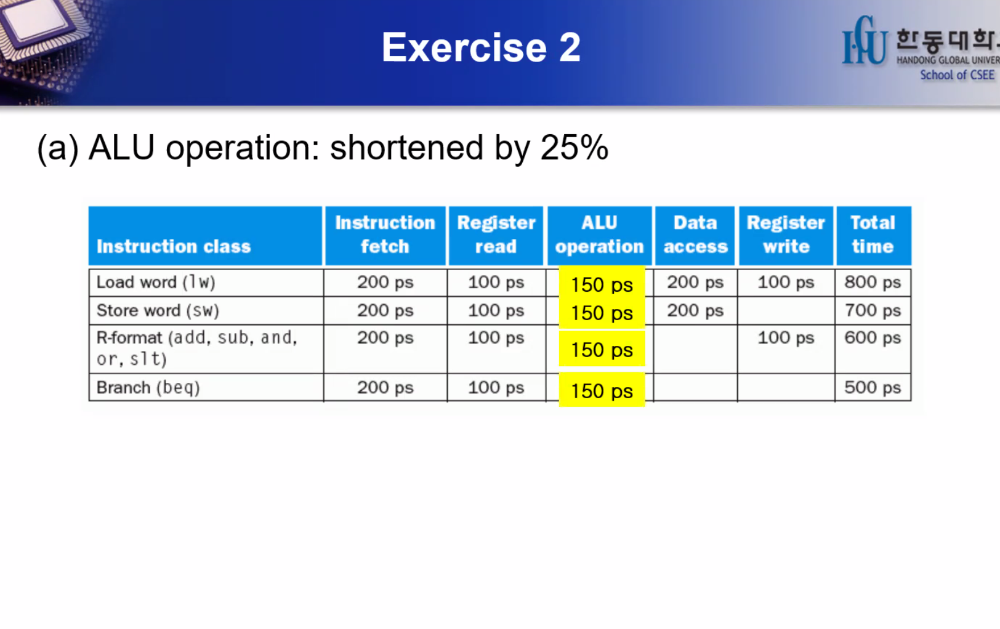 Exercise 2
한동대학
HANDONG GLOBAL UNIVER
School of CSEE
(a) ALU operation: shortened by 25%
Instruction class Instruction fetch Register read ALU operation Data access Register write Total time
Load word (lw) 200 ps 100 ps 150 ps 200 ps 100 ps 800 ps
Store word (sw) 200 ps 100 ps 150 ps 200 ps 700 ps
R-format (add, sub, and, 200 ps 100 ps 150 ps 100 ps 600 ps
or, slt)
Branch (beq) 200 ps 100 ps 150 ps 500 ps